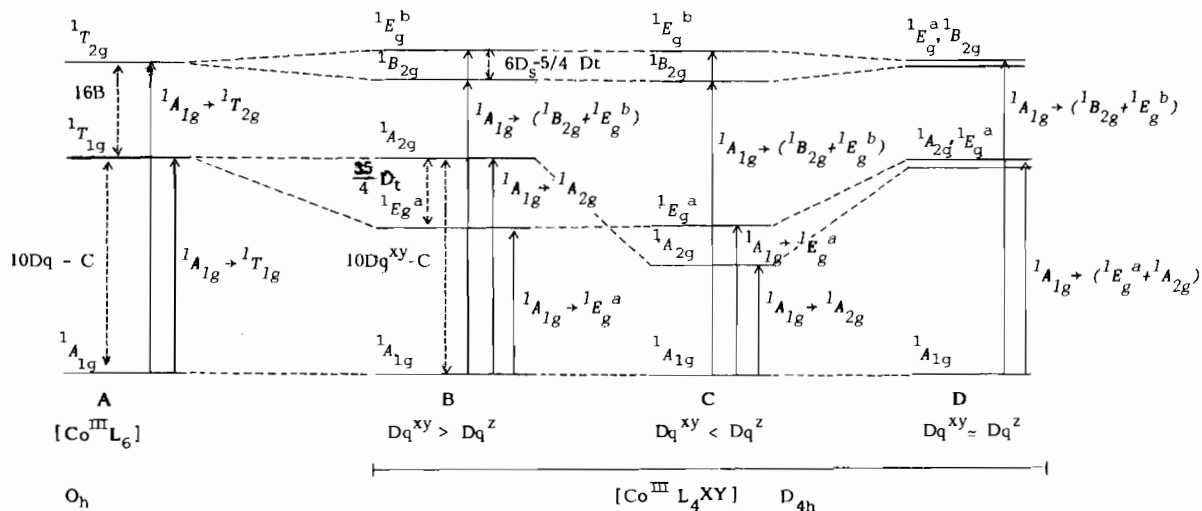 ¹T₂g
16B
¹A₁g → ¹T₂g
¹T₁g
10Dq - C
¹A₁g → ¹T₁g
¹A₁g
A
[Coᴵᴵᴵ L₆]
Oₕ
¹Egᵇ
¹B₂g
6Dₛ-5/4 Dt
¹A₁g → (¹B₂g+¹Egᵇ)
¹A₂g
35/4 Dₜ
¹A₁g → ¹A₂g
¹Egᵃ
10Dqˣʸ-C
¹A₁g → ¹Egᵃ
¹A₁g
B
Dqˣʸ > Dqᶻ
¹Egᵇ
¹B₂g
¹A₁g → (¹B₂g+¹Egᵇ)
¹Egᵃ
¹A₁g → ¹Egᵃ
¹A₂g
¹A₁g → ¹A₂g
¹A₁g
C
Dqˣʸ < Dqᶻ
¹Egᵃ,¹B₂g
¹A₁g → (¹B₂g+¹Egᵇ)
¹A₂g,¹Egᵃ
¹A₁g → (¹Egᵃ+¹A₂g)
¹A₁g
D
Dqˣʸ ≃ Dqᶻ
[Coᴵᴵᴵ L₄XY] D₄ₕ